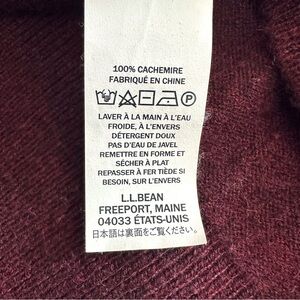 100% CACHEMIRE
FABRIQUÉ EN CHINE
P
LAVER À LA MAIN À L'EAU
FROIDE, À L'ENVERS
DÉTERGENT DOUX
PAS D'EAU DE JAVEL
REMETTRE EN FORME ET
SÉCHER À PLAT
REPASSER À FER TIÈDE SI
BESOIN, SUR L'ENVERS
L.L.BEAN
FREEPORT, MAINE
04033 ÉTATS-UNIS
日本語は裏面をご覧ください。